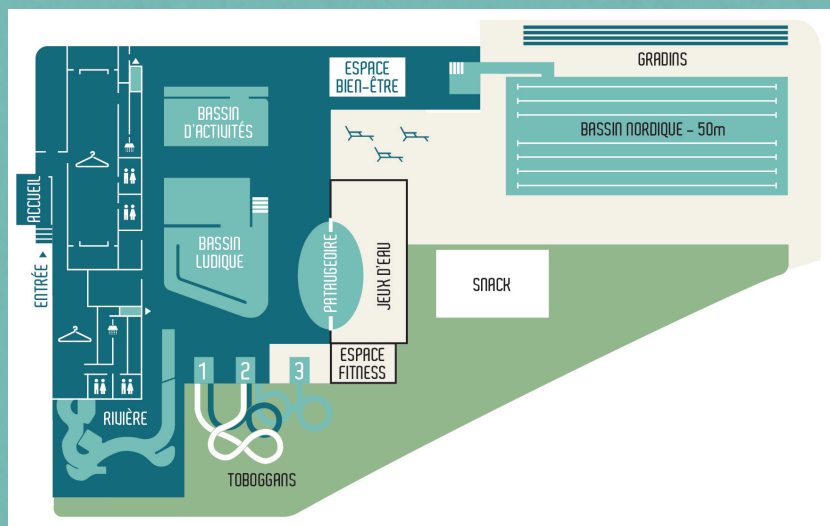 GRADINS
ESPACE
BIEN-ÊTRE
BASSIN
D'ACTIVITÉS
BASSIN NORDIQUE - 50m
ACCUEIL
ENTRÉE
BASSIN
LUDIQUE
PATAUGEOIRE
JEUX D'EAU
SNACK
ESPACE
FITNESS
1
2
3
RIVIÈRE
TOBOGGANS